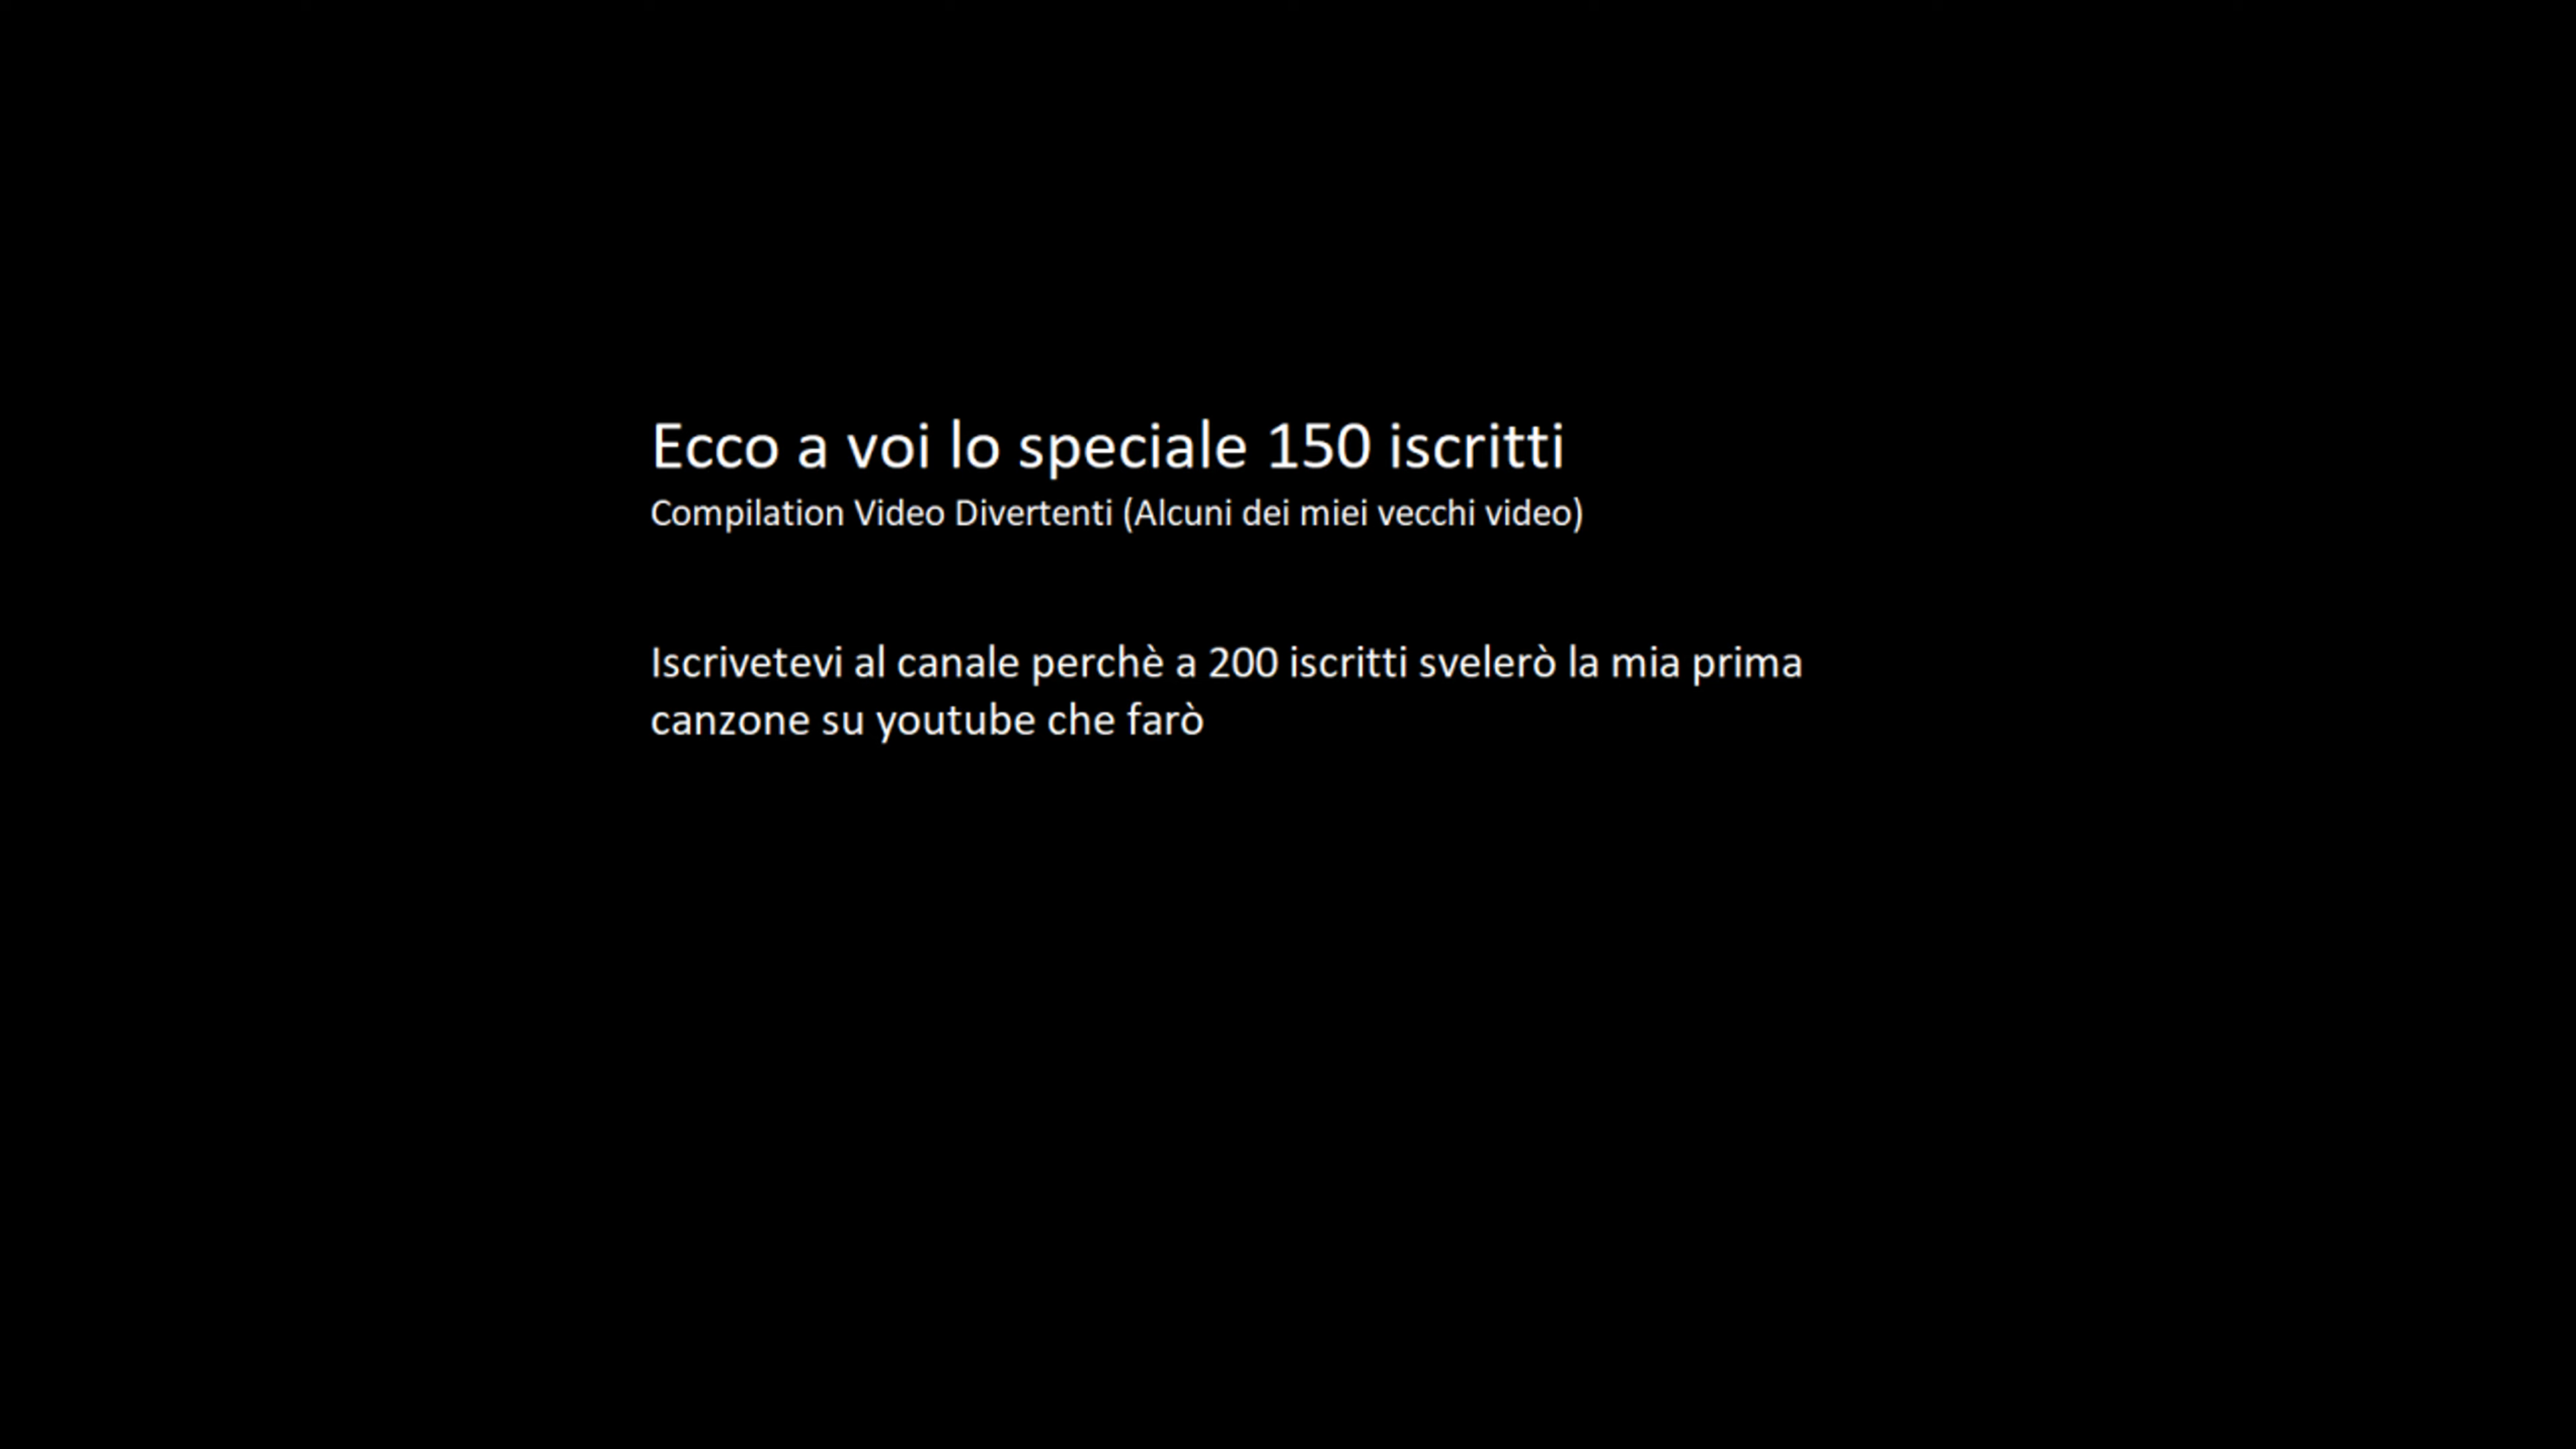 Ecco a voi lo speciale 150 iscritti
Compilation Video Divertenti (Alcuni dei miei vecchi video)
Iscrivetevi al canale perchè a 200 iscritti svelerò la mia prima
canzone su youtube che farò